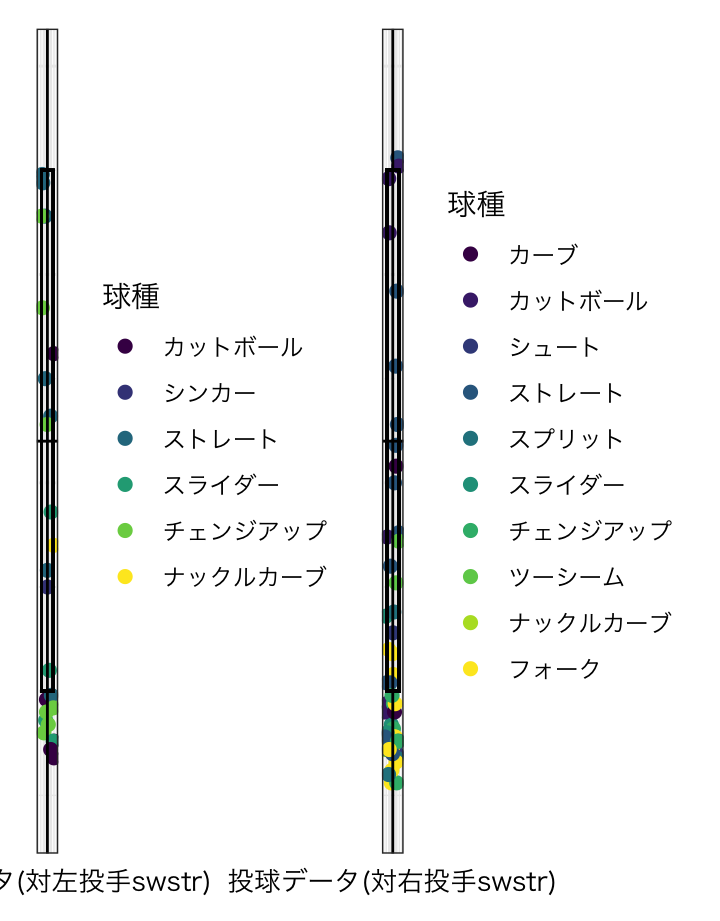 球種
カットボール
シンカー
ストレート
スライダー
チェンジアップ
ナックルカーブ
球種
カーブ
カットボール
シュート
ストレート
スプリット
スライダー
チェンジアップ
ツーシーム
ナックルカーブ
フォーク
タ(対左投手swstr)
投球データ(対右投手swstr)